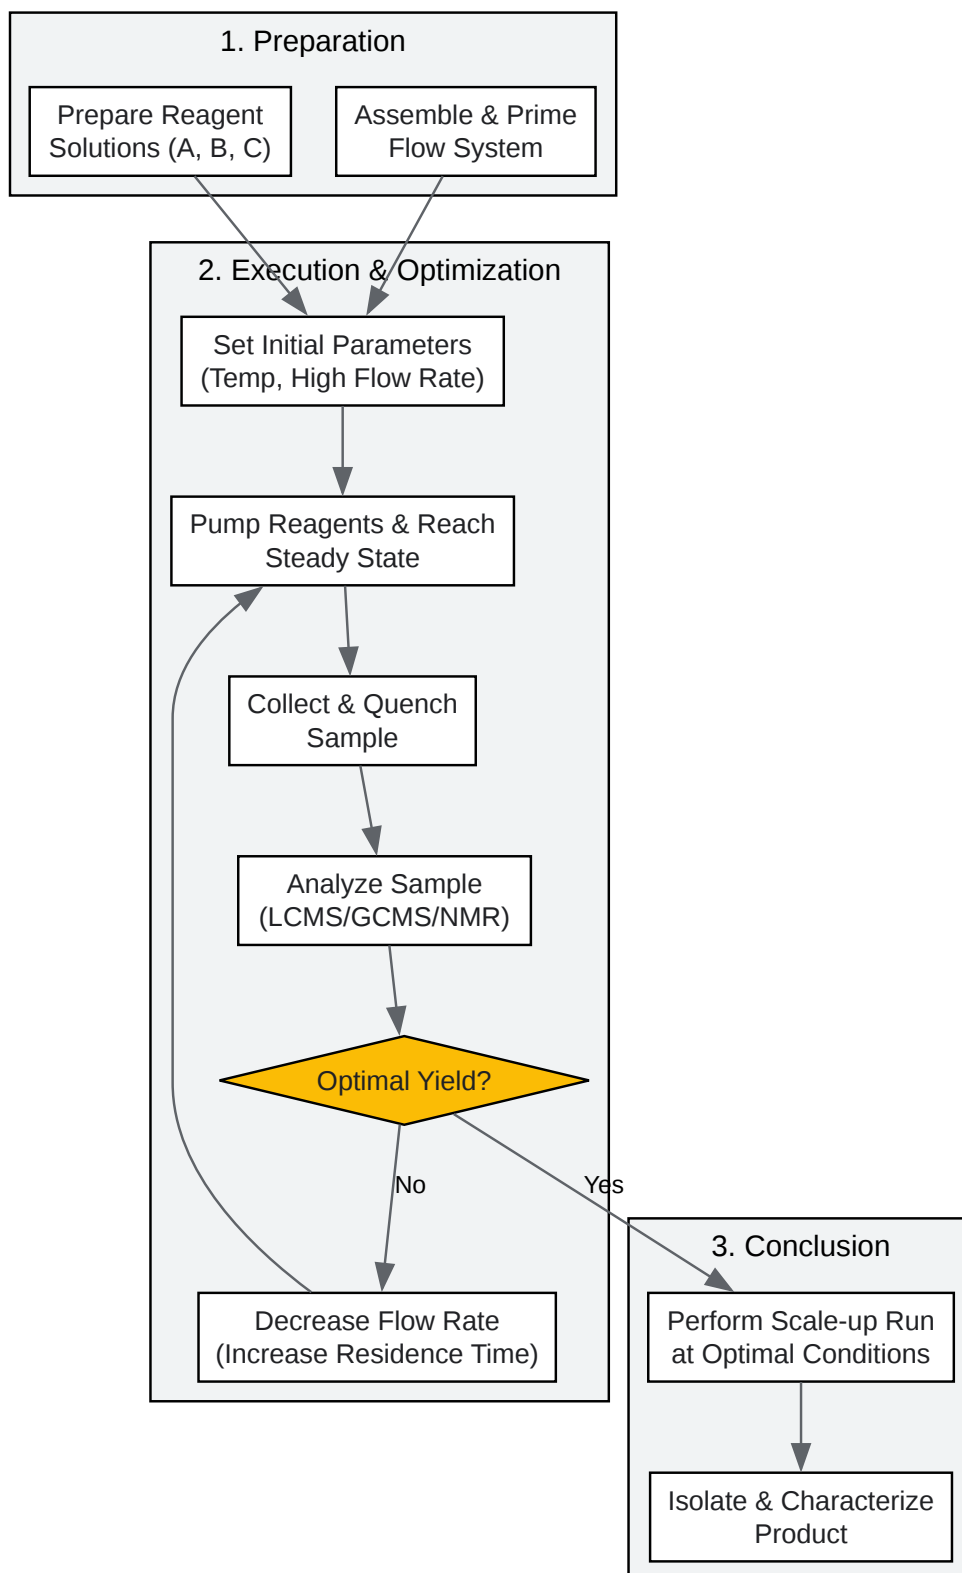 1. Preparation
Prepare Reagent
Solutions (A, B, C)
Assemble & Prime
Flow System
2. Execution & Optimization
Set Initial Parameters
(Temp, High Flow Rate)
Pump Reagents & Reach
Steady State
Collect & Quench
Sample
Analyze Sample
(LCMS/GCMS/NMR)
Optimal Yield?
No
Yes
Decrease Flow Rate
(Increase Residence Time)
3. Conclusion
Perform Scale-up Run
at Optimal Conditions
Isolate & Characterize
Product